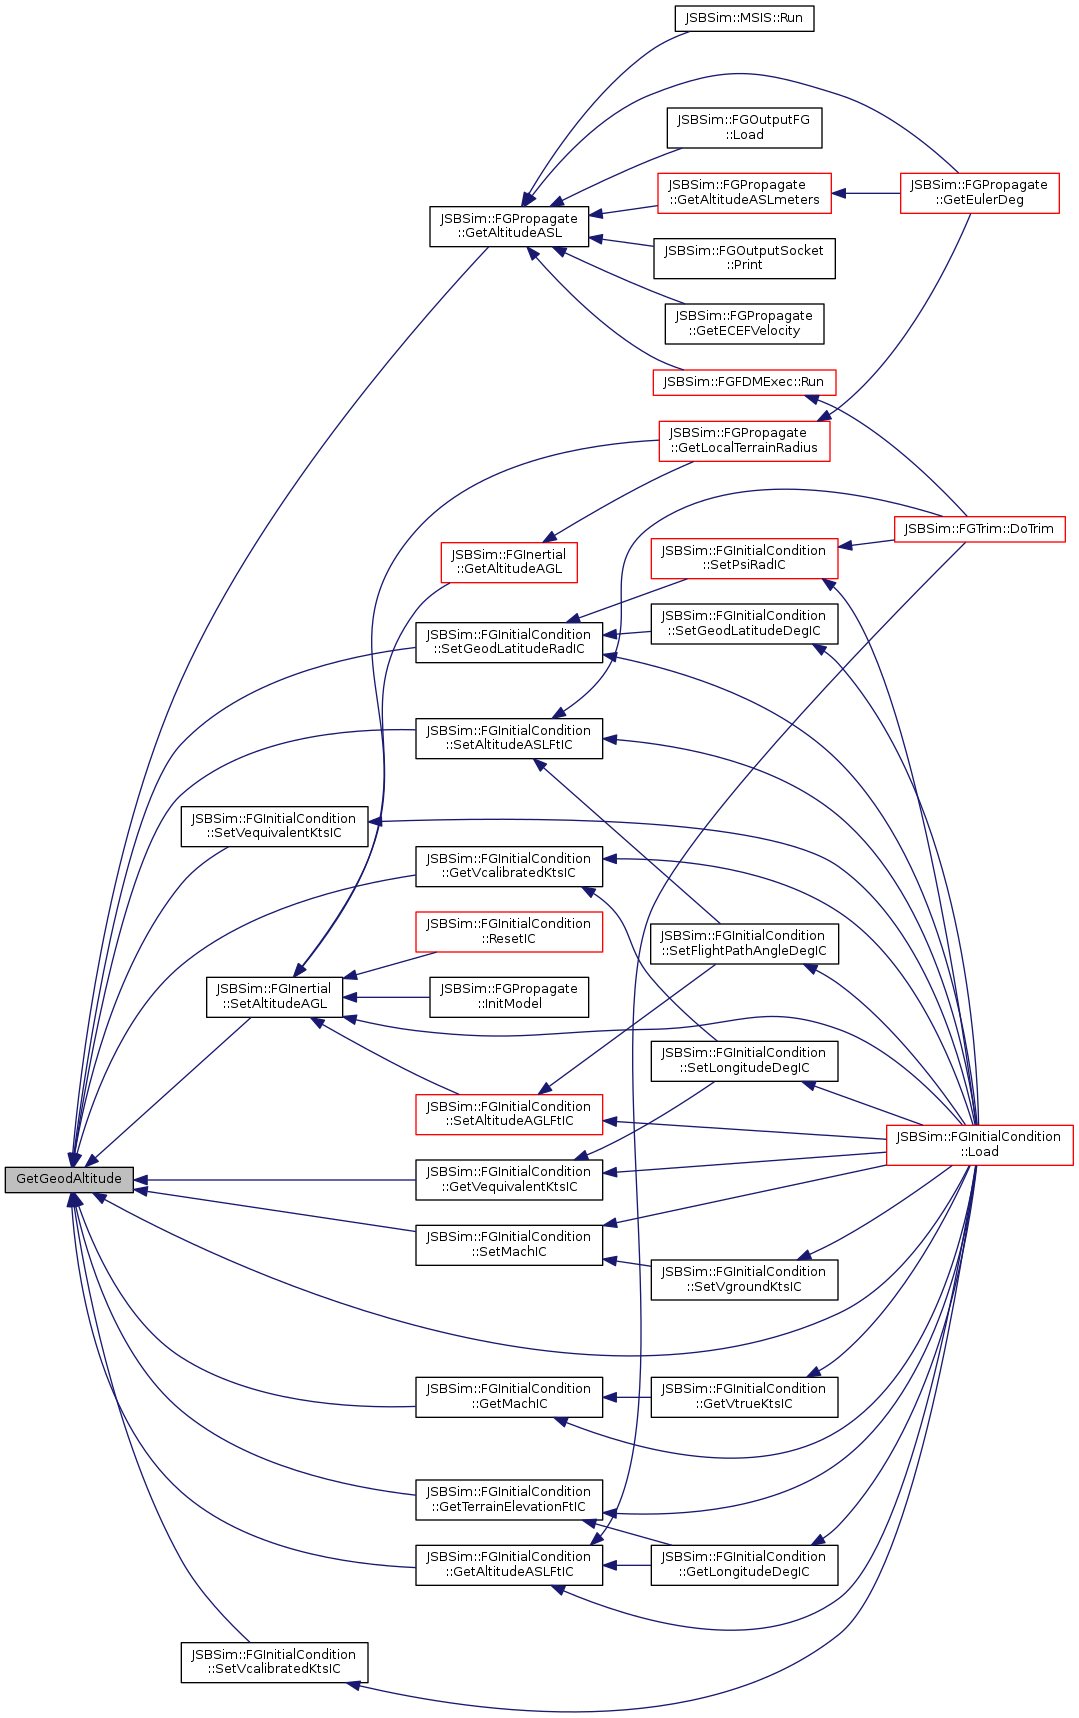 JSBSim::MSIS::Run
JSBSim::FGOutputFG
::Load
JSBSim::FGPropagate
::GetAltitudeASLmeters
JSBSim::FGPropagate
::GetEulerDeg
JSBSim::FGPropagate
::GetAltitudeASL
JSBSim::FGOutputSocket
::Print
JSBSim::FGPropagate
::GetECEFVelocity
JSBSim::FGFDMExec::Run
JSBSim::FGPropagate
::GetLocalTerrainRadius
JSBSim::FGTrim::DoTrim
JSBSim::FGInertial
::GetAltitudeAGL
JSBSim::FGInitialCondition
::SetPsiRadIC
JSBSim::FGInitialCondition
::SetGeodLatitudeDegIC
JSBSim::FGInitialCondition
::SetGeodLatitudeRadIC
JSBSim::FGInitialCondition
::SetAltitudeASLFtIC
JSBSim::FGInitialCondition
::SetVequivalentKtsIC
JSBSim::FGInitialCondition
::GetVcalibratedKtsIC
JSBSim::FGInitialCondition
::ResetIC
JSBSim::FGInitialCondition
::SetFlightPathAngleDegIC
JSBSim::FGInertial
::SetAltitudeAGL
JSBSim::FGPropagate
::InitModel
JSBSim::FGInitialCondition
::SetLongitudeDegIC
JSBSim::FGInitialCondition
::SetAltitudeAGLFtIC
JSBSim::FGInitialCondition
::Load
GetGeodAltitude
JSBSim::FGInitialCondition
::GetVequivalentKtsIC
JSBSim::FGInitialCondition
::SetMachIC
JSBSim::FGInitialCondition
::SetVgroundKtsIC
JSBSim::FGInitialCondition
::GetMachIC
JSBSim::FGInitialCondition
::GetVtrueKtsIC
JSBSim::FGInitialCondition
::GetTerrainElevationFtIC
JSBSim::FGInitialCondition
::GetAltitudeASLFtIC
JSBSim::FGInitialCondition
::GetLongitudeDegIC
JSBSim::FGInitialCondition
::SetVcalibratedKtsIC